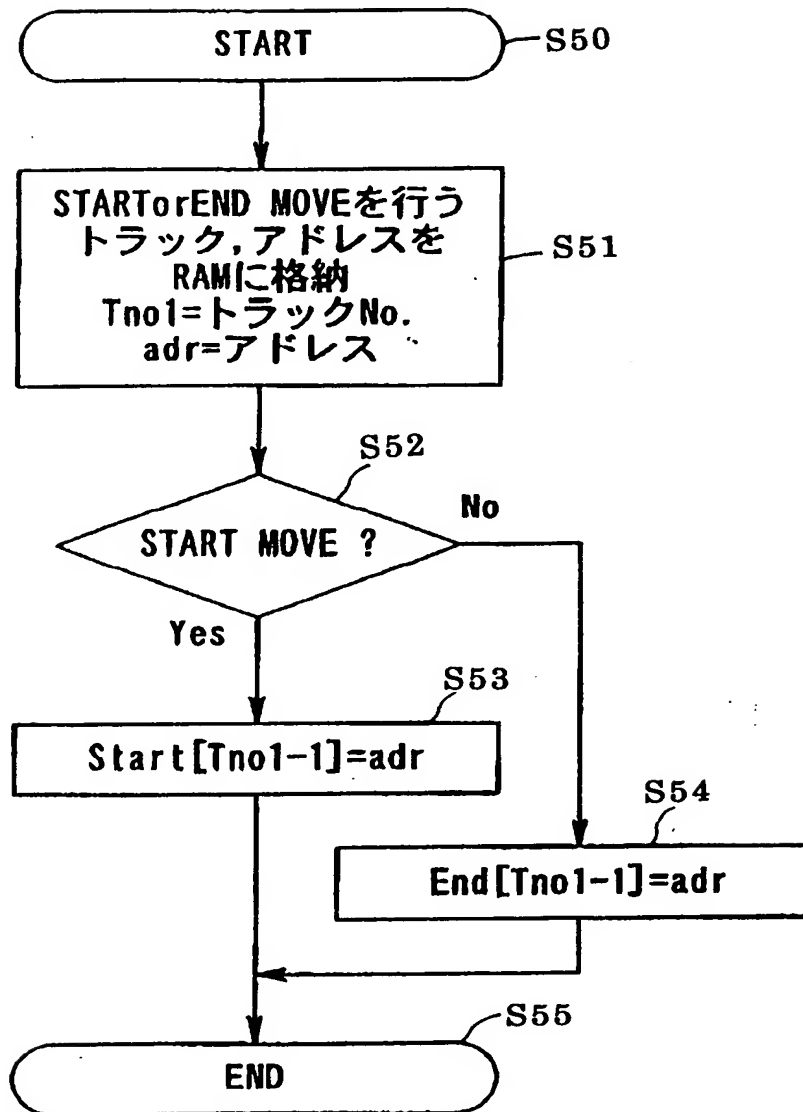 START
S50
STARTorEND MOVEを行う
トラック,アドレスを
RAMに格納
Tno1=トラックNo.
adr=アドレス
S51
S52
START MOVE ?
No
Yes
S53
Start[Tno1-1]=adr
S54
End[Tno1-1]=adr
S55
END